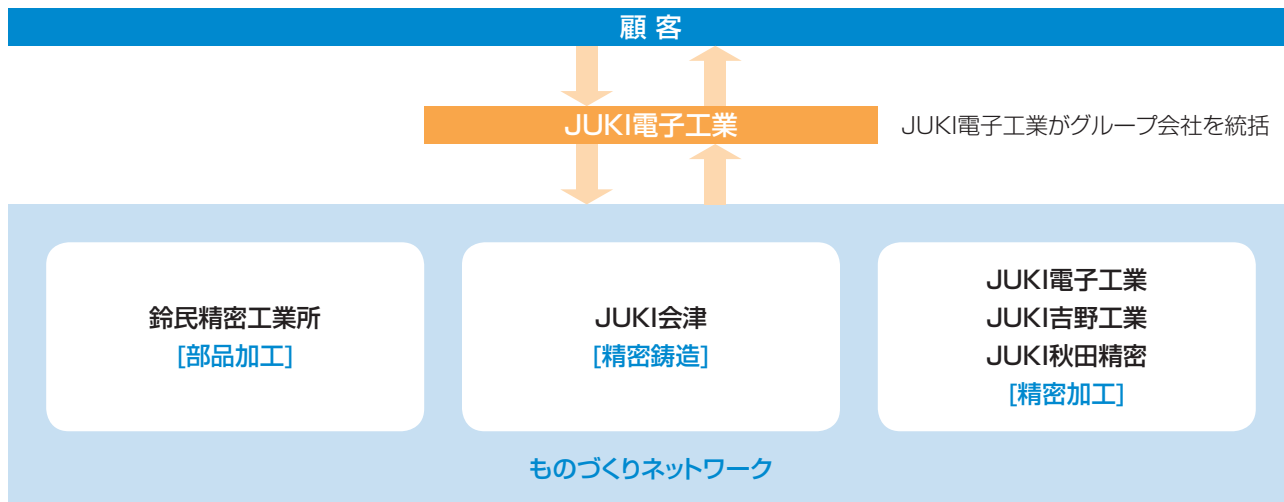 顧 客
JUKI電子工業
JUKI電子工業がグループ会社を統括
鈴民精密工業所
[部品加工]
JUKI会津
[精密鋳造]
JUKI電子工業
JUKI吉野工業
JUKI秋田精密
[精密加工]
ものづくりネットワーク